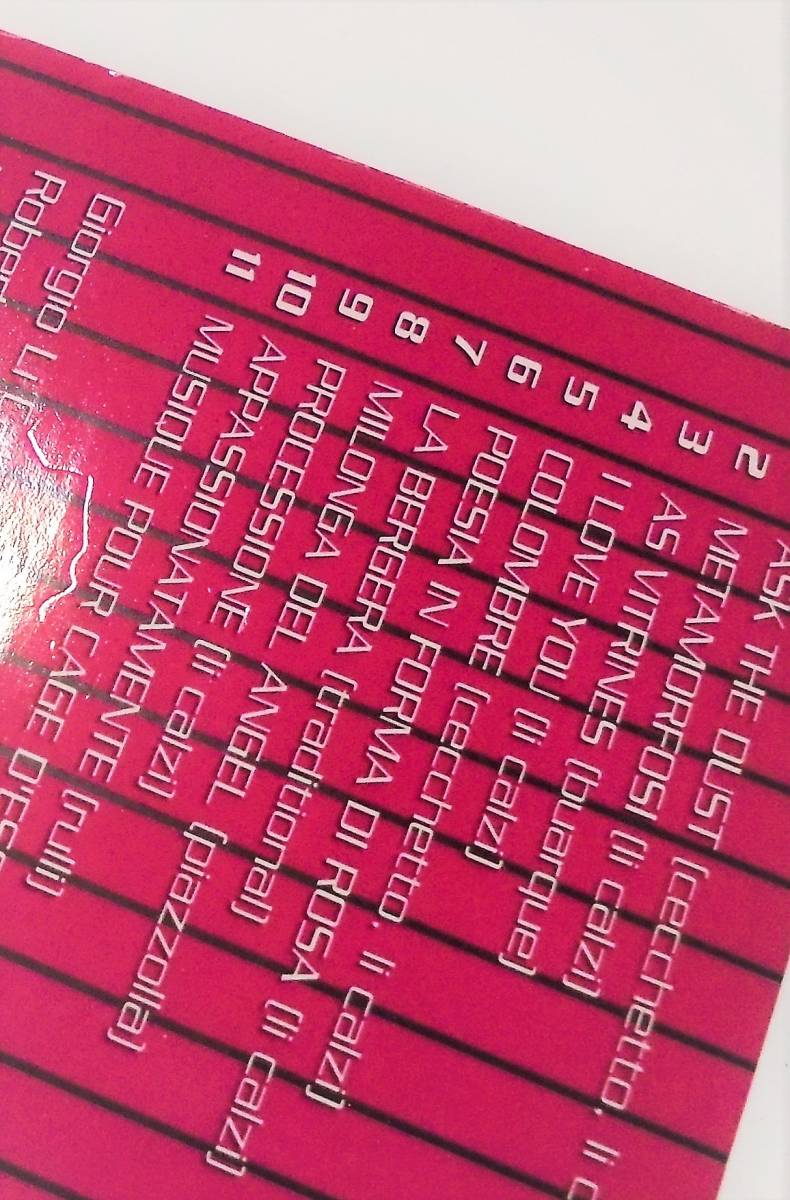 ASK THE DUST (cecchetto, li c
2 METAMORFOSI (li calzi)
3 AS VITRINES (buarque)
4 I LOVE YOU (li calzi)
5 COLOMBRE (cecchetto, li calzi)
6 POESIA IN FORMA DI ROSA (li calzi)
7 LA BERGERA (traditional)
8 MILONGA DEL ANGEL (piazzolla)
9 PROCESSIONE (li calzi)
10 APPASSIONATAMENTE (rulli)
11 MUSIQUE POUR CAGE D'ESC
Giorgio Li
Rober